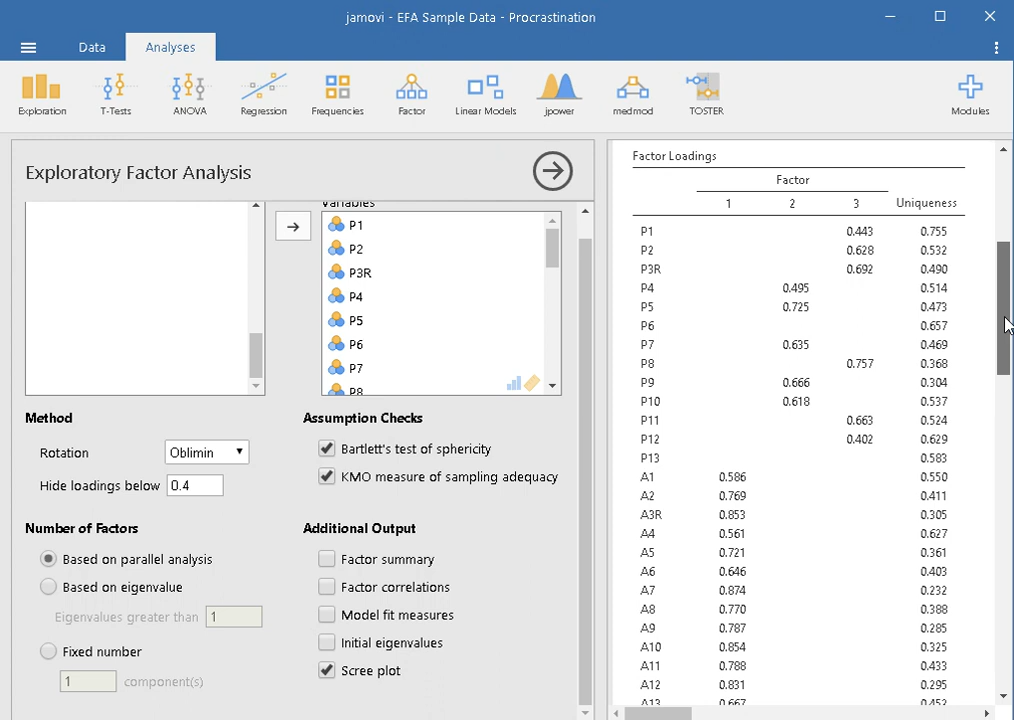 jamovi - EFA Sample Data - Procrastination
Data Analyses
Exploration T-Tests ANOVA Regression Frequencies Factor Linear Models jpower medmod TOSTER Modules
Exploratory Factor Analysis
Variables
P1
P2
P3R
P4
P5
P6
P7
P8
Method
Rotation Oblimin
Hide loadings below 0.4
Number of Factors
Based on parallel analysis
Based on eigenvalue
Eigenvalues greater than 1
Fixed number
1 component(s)
Assumption Checks
Bartlett's test of sphericity
KMO measure of sampling adequacy
Additional Output
Factor summary
Factor correlations
Model fit measures
Initial eigenvalues
Scree plot
Factor Loadings
Factor
1 2 3 Uniqueness
P1 0.443 0.755
P2 0.628 0.532
P3R 0.692 0.490
P4 0.495 0.514
P5 0.725 0.473
P6 0.657
P7 0.635 0.469
P8 0.757 0.368
P9 0.666 0.304
P10 0.618 0.537
P11 0.663 0.524
P12 0.402 0.629
P13 0.583
A1 0.586 0.550
A2 0.769 0.411
A3R 0.853 0.305
A4 0.561 0.627
A5 0.721 0.361
A6 0.646 0.403
A7 0.874 0.232
A8 0.770 0.388
A9 0.787 0.285
A10 0.854 0.325
A11 0.788 0.433
A12 0.831 0.295
A13 0.667 0.452